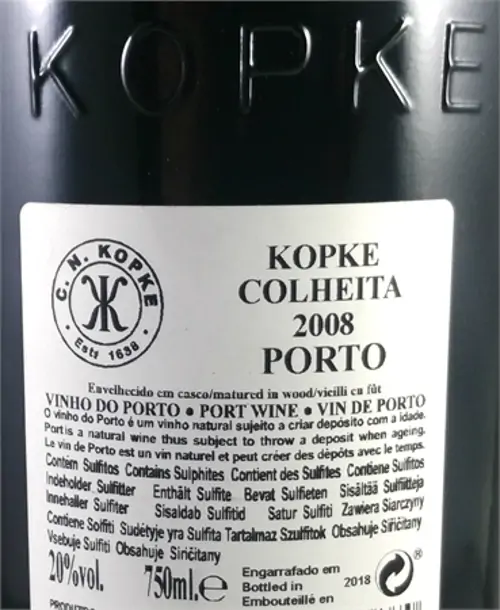 KOPKE
C. N. KOPKE
Estd 1638
KOPKE
COLHEITA
2008
PORTO
Envelhecido em casco/matured in wood/vieilli en fût
VINHO DO PORTO ● PORT WINE ● VIN DE PORTO
O vinho do Porto é um vinho natural sujeito a criar depósito com a idade.
Port is a natural wine thus subject to throw a deposit when ageing.
Le vin de Porto est un vin naturel et peut créer des dépôts avec le temps.
Contém Sulfitos Contains Sulphites Contient des Sulfites Contiene Sulfitos
Indeholder Sulfitter Enthält Sulfite Bevat Sulfieten Sisältää Sulfiitteja
Innehaller Sulfiter Sisaldab Sulfitid Satur Sulfiti Zawiera Siarczyny
Contiene Solfiti Sudėtyje yra Sulfita Tartalmaz Szulfitok Obsahuje Siřičitany
Vsebuje Sulfiti Obsahuje Siričitany
20%vol. 750ml.℮
Engarrafado em
Bottled in 2018
Embouteillé en
®